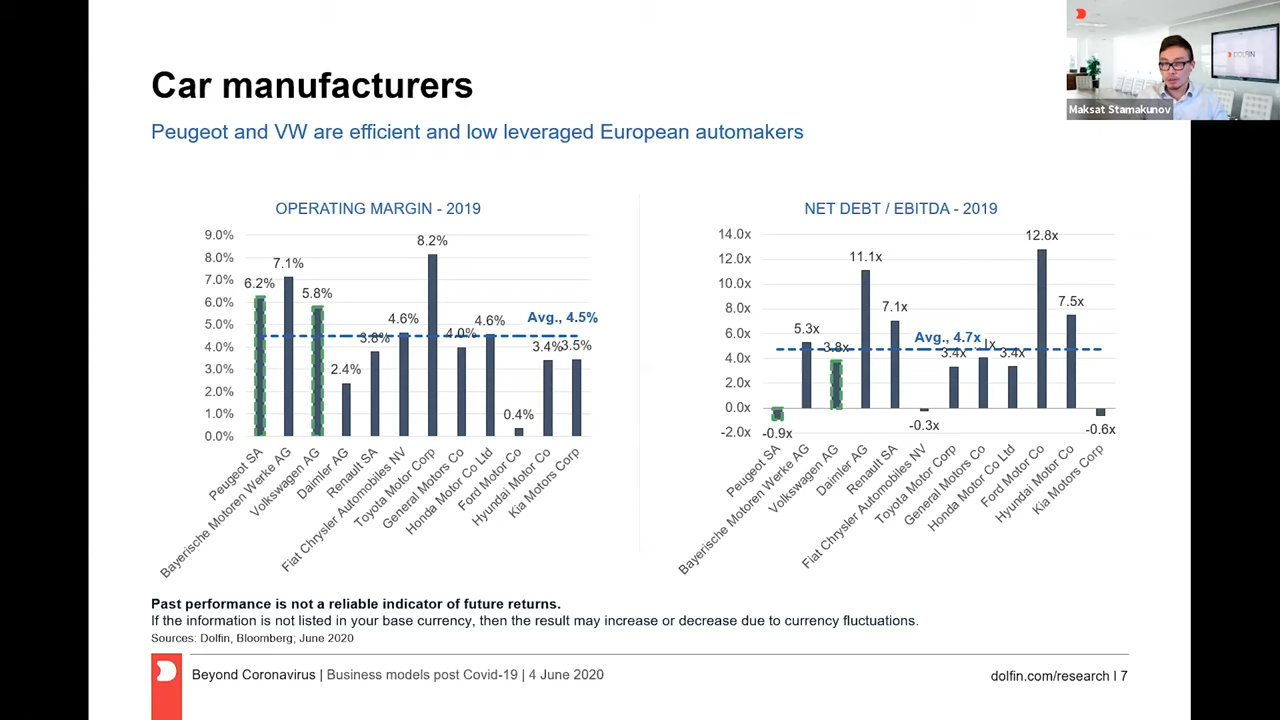 DOLFIN
Maksat Stamakunov
Car manufacturers
Peugeot and VW are efficient and low leveraged European automakers
OPERATING MARGIN - 2019
9.0%
8.0%
7.0%
6.0%
5.0%
4.0%
3.0%
2.0%
1.0%
0.0%
6.2%
7.1%
5.8%
2.4%
3.8%
4.6%
8.2%
4.0%
4.6%
0.4%
3.4%
3.5%
Avg., 4.5%
Peugeot SA
Bayerische Motoren Werke AG
Volkswagen AG
Daimler AG
Renault SA
Fiat Chrysler Automobiles NV
Toyota Motor Corp
General Motors Co
Honda Motor Co Ltd
Ford Motor Co
Hyundai Motor Co
Kia Motors Corp
NET DEBT / EBITDA - 2019
14.0x
12.0x
10.0x
8.0x
6.0x
4.0x
2.0x
0.0x
-2.0x
-0.9x
5.3x
3.8x
11.1x
7.1x
-0.3x
3.4x
3.4x
12.8x
7.5x
-0.6x
Avg., 4.7x
Peugeot SA
Bayerische Motoren Werke AG
Volkswagen AG
Daimler AG
Renault SA
Fiat Chrysler Automobiles NV
Toyota Motor Corp
General Motors Co
Honda Motor Co Ltd
Ford Motor Co
Hyundai Motor Co
Kia Motors Corp
Past performance is not a reliable indicator of future returns.
If the information is not listed in your base currency, then the result may increase or decrease due to currency fluctuations.
Sources: Dolfin, Bloomberg; June 2020
Beyond Coronavirus | Business models post Covid-19 | 4 June 2020
dolfin.com/research I 7